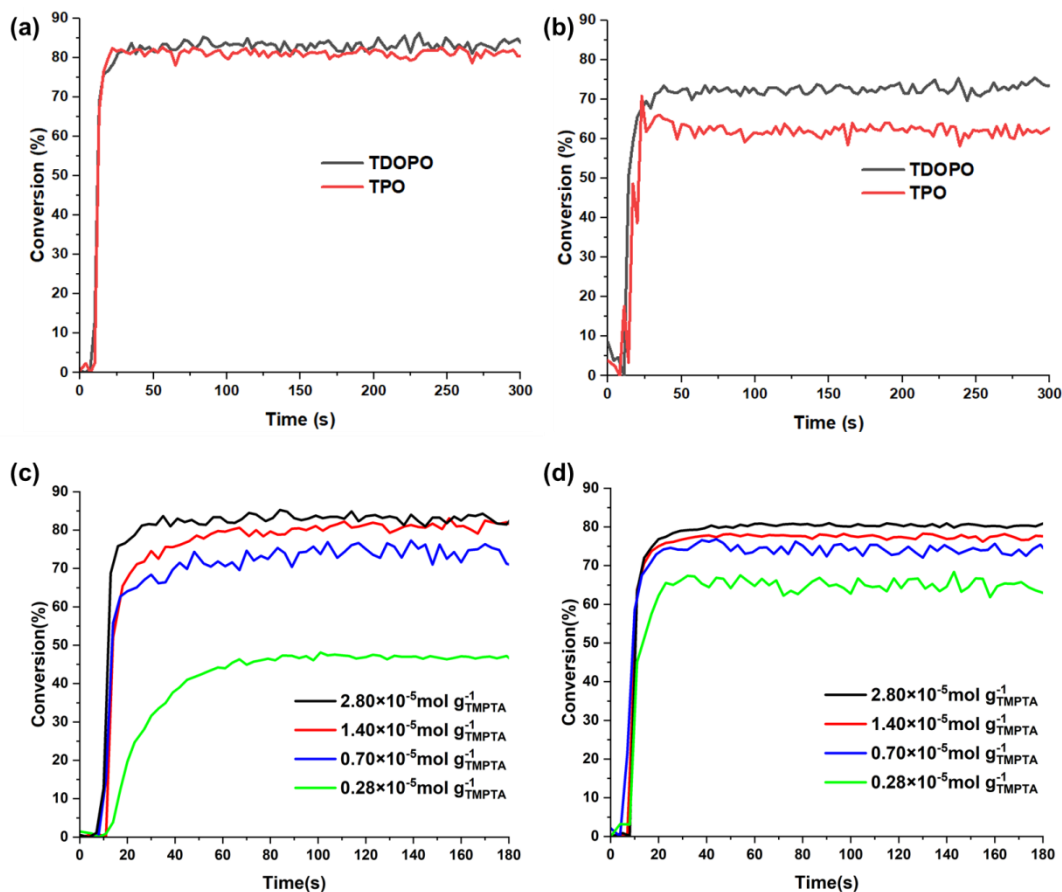 (a)
90
80
70
60
50
40
30
20
10
0
Conversion (%)
TDOPO
TPO
0 50 100 150 200 250 300
Time (s)
(b)
90
80
70
60
50
40
30
20
10
0
Conversion (%)
TDOPO
TPO
0 50 100 150 200 250 300
Time (s)
(c)
90
80
70
60
50
40
30
20
10
0
Conversion(%)
2.80×10⁻⁵mol g⁻¹TMPTA
1.40×10⁻⁵mol g⁻¹TMPTA
0.70×10⁻⁵mol g⁻¹TMPTA
0.28×10⁻⁵mol g⁻¹TMPTA
0 20 40 60 80 100 120 140 160 180
Time(s)
(d)
90
80
70
60
50
40
30
20
10
0
Conversion(%)
2.80×10⁻⁵mol g⁻¹TMPTA
1.40×10⁻⁵mol g⁻¹TMPTA
0.70×10⁻⁵mol g⁻¹TMPTA
0.28×10⁻⁵mol g⁻¹TMPTA
0 20 40 60 80 100 120 140 160 180
Time(s)